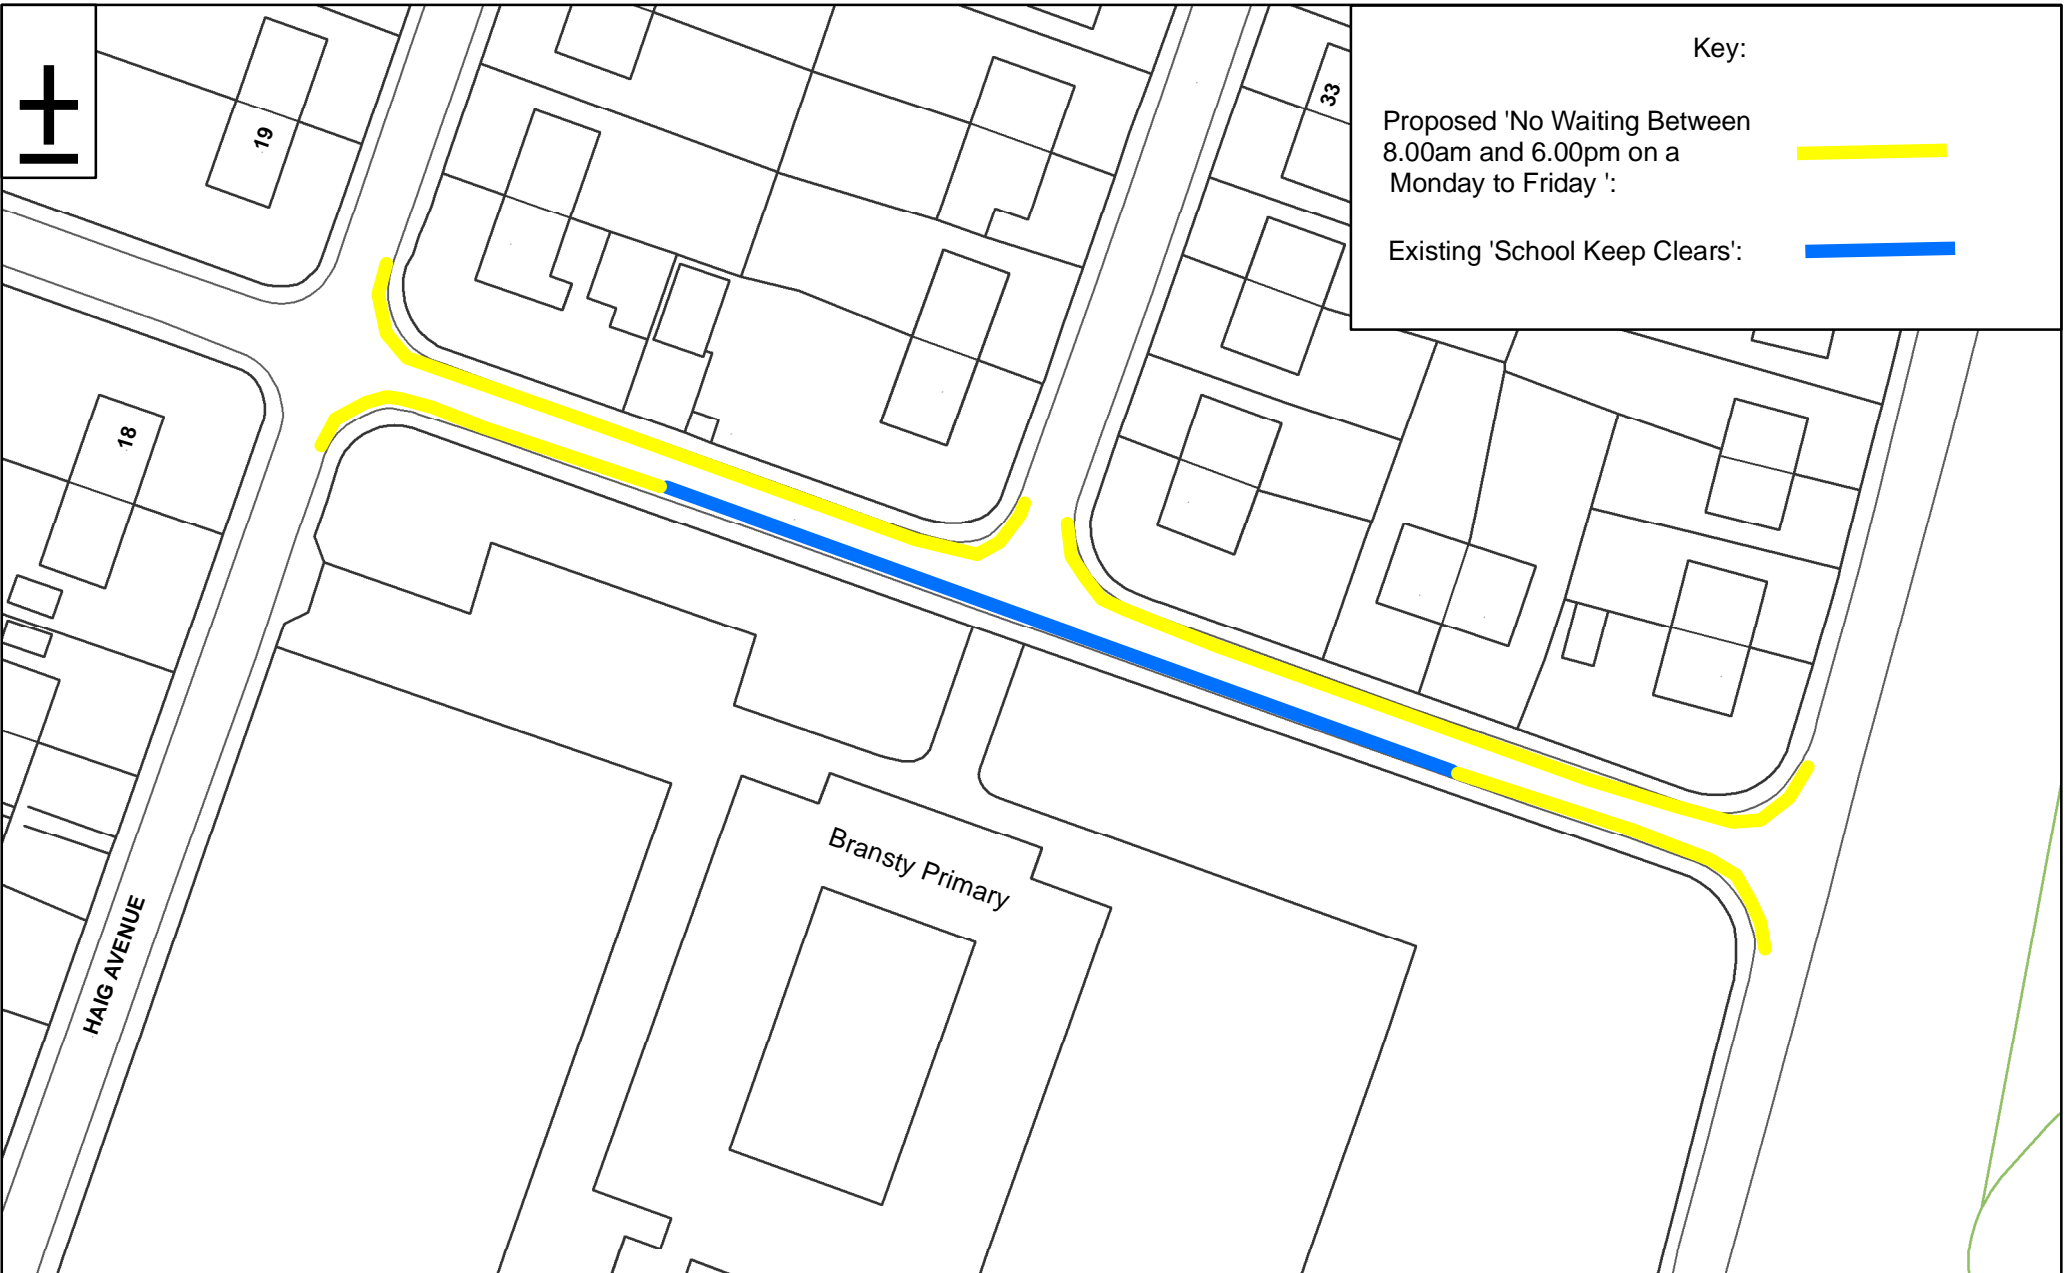 Key:
Proposed 'No Waiting Between
8.00am and 6.00pm on a
Monday to Friday ':
Existing 'School Keep Clears':
33
19
18
Bransty Primary
HAIG AVENUE